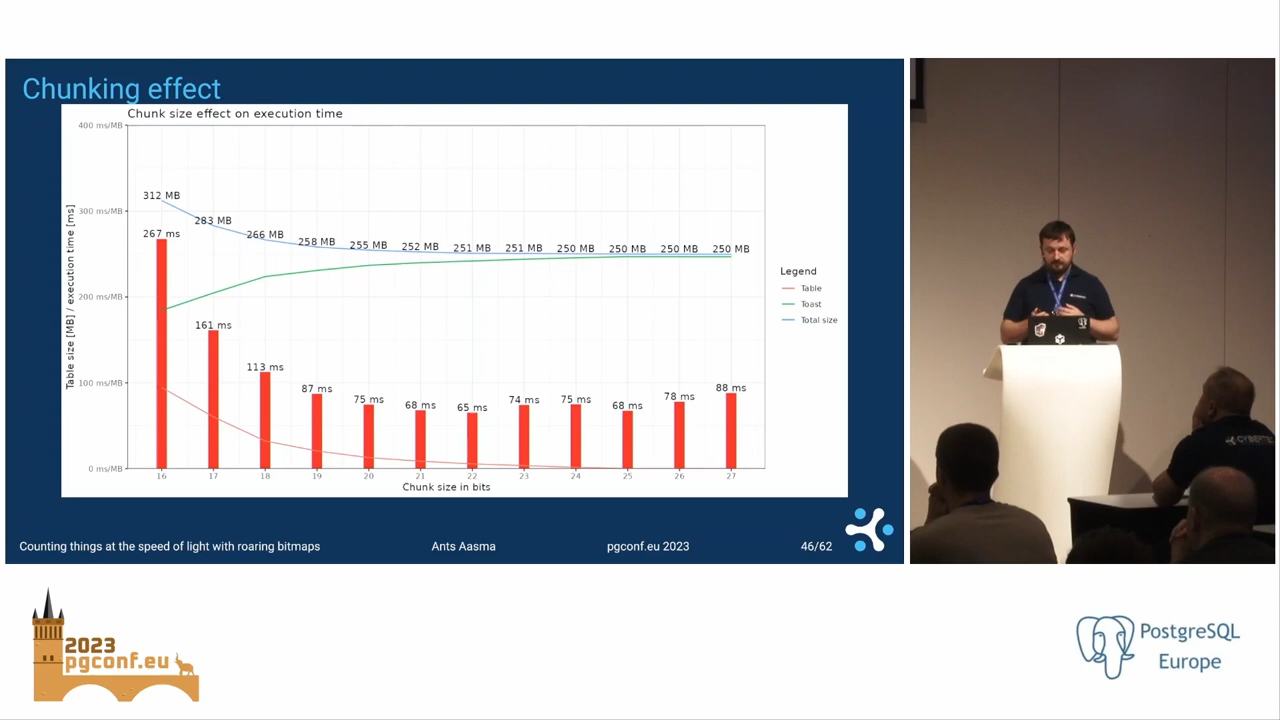 Chunking effect
Chunk size effect on execution time
400 ms/MB
300 ms/MB
200 ms/MB
100 ms/MB
0 ms/MB
Table size [MB] / execution time [ms]
312 MB
283 MB
266 MB
258 MB
255 MB
252 MB
251 MB
251 MB
250 MB
250 MB
250 MB
250 MB
267 ms
161 ms
113 ms
87 ms
75 ms
68 ms
65 ms
74 ms
75 ms
68 ms
78 ms
88 ms
16 17 18 19 20 21 22 23 24 25 26 27
Chunk size in bits
Legend
Table
Toast
Total size
Counting things at the speed of light with roaring bitmaps Ants Aasma pgconf.eu 2023 46/62
2023
pgconf.eu
PostgreSQL
Europe